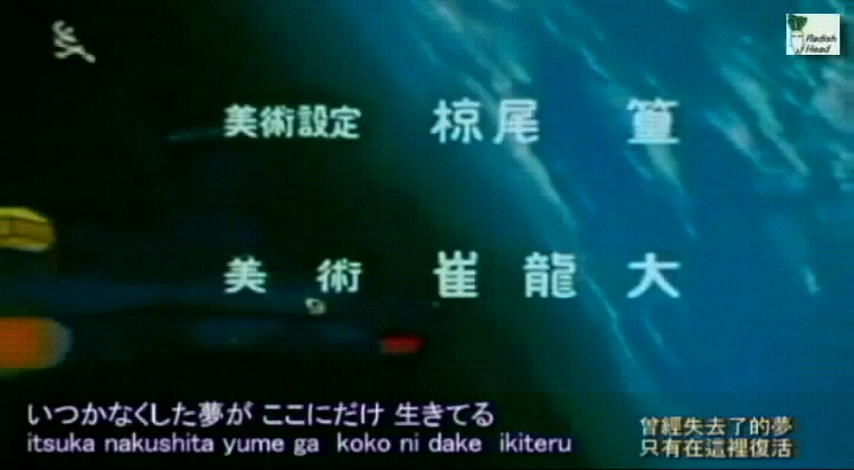 Radish
Head
美術設定 椋尾 篁
美術 崔龍大
いつかなくした夢が ここにだけ 生きてる
itsuka nakushita yume ga koko ni dake ikiteru
曾經失去了的夢
只有在這裡復活